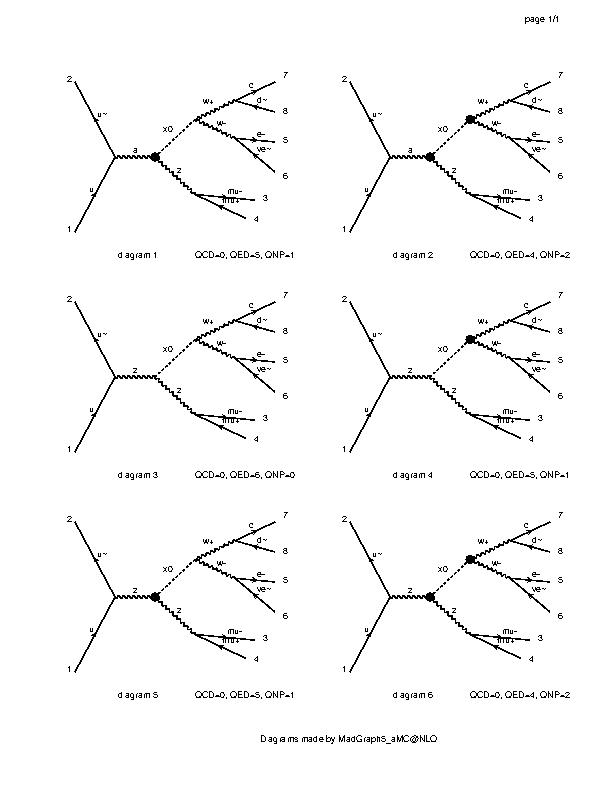 page 1/1
2 7
c
w+ d~ 8
u~ x0 w- e- 5
ve~
a 6
z
u mu-
mu+ 3
1 4
diagram 1 QCD=0, QED=5, QNP=1
2 7
c
w+ d~ 8
u~ x0 w- e- 5
ve~
a 6
z
u mu-
mu+ 3
1 4
diagram 2 QCD=0, QED=4, QNP=2
2 7
c
w+ d~ 8
u~ x0 w- e- 5
ve~
z 6
z
u mu-
mu+ 3
1 4
diagram 3 QCD=0, QED=6, QNP=0
2 7
c
w+ d~ 8
u~ x0 w- e- 5
ve~
z 6
z
u mu-
mu+ 3
1 4
diagram 4 QCD=0, QED=5, QNP=1
2 7
c
w+ d~ 8
u~ x0 w- e- 5
ve~
z 6
z
u mu-
mu+ 3
1 4
diagram 5 QCD=0, QED=5, QNP=1
2 7
c
w+ d~ 8
u~ x0 w- e- 5
ve~
z 6
z
u mu-
mu+ 3
1 4
diagram 6 QCD=0, QED=4, QNP=2
Diagrams made by MadGraph5_aMC@NLO